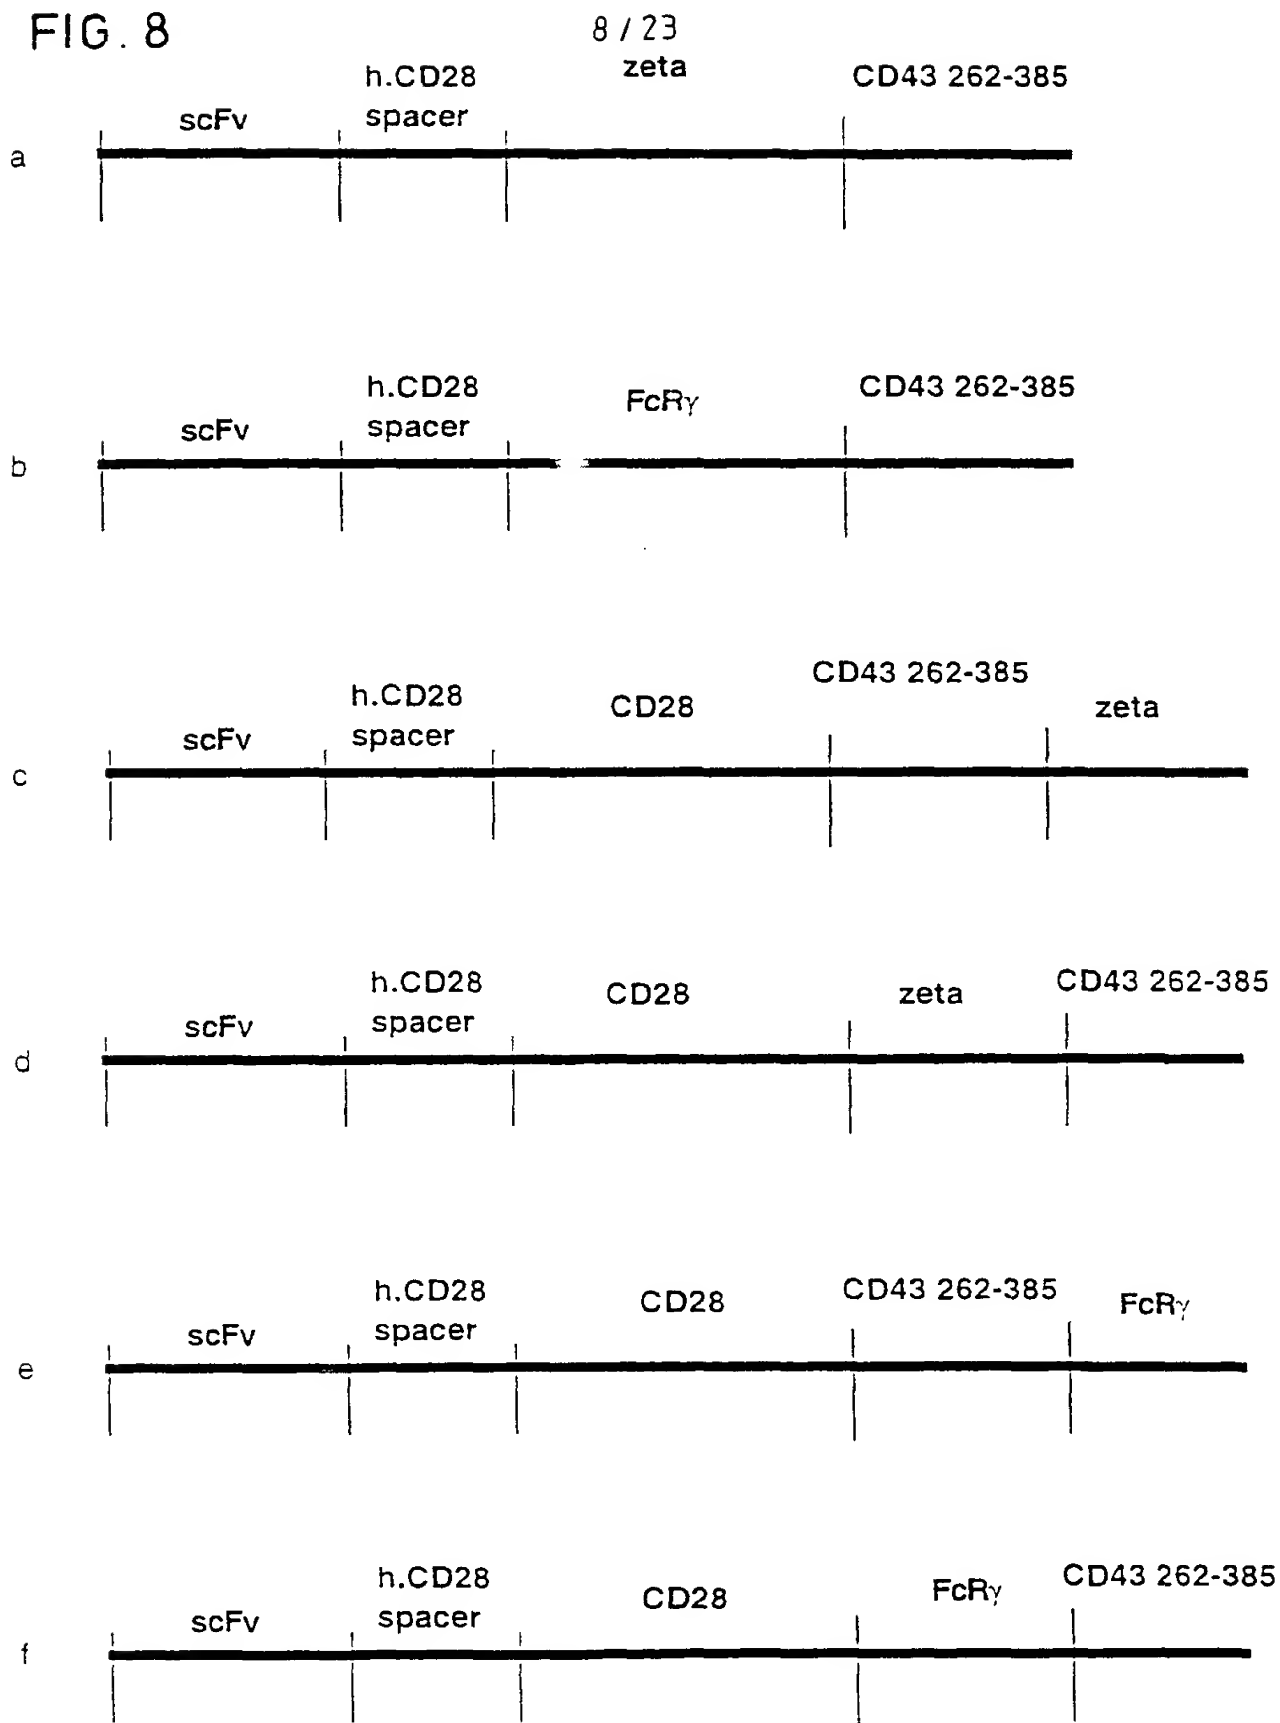 FIG. 8
8 / 23
zeta
h.CD28
CD43 262-385
scFv
spacer
a
h.CD28
FcRγ
CD43 262-385
scFv
spacer
b
CD43 262-385
h.CD28
CD28
zeta
scFv
spacer
c
h.CD28
CD28
zeta
CD43 262-385
scFv
spacer
d
h.CD28
CD28
CD43 262-385
FcRγ
scFv
spacer
e
h.CD28
CD28
FcRγ
CD43 262-385
scFv
spacer
f